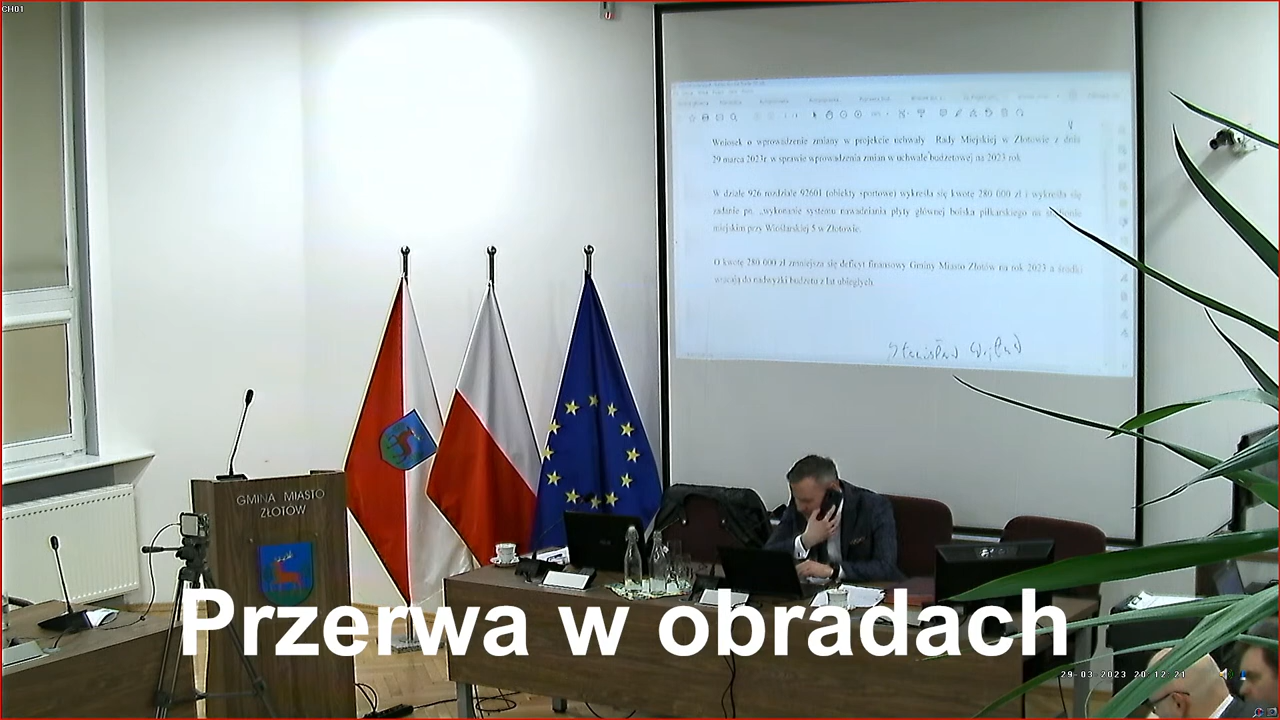 CH01
Wniosek o wprowadzenie zmiany w projekcie uchwały Rady Miejskiej w Złotowie z dnia
29 marca 2023r. w sprawie wprowadzenia zmian w uchwale budżetowej na 2023 rok
W dziale 926 rozdziale 92601 (obiekty sportowe) wykreśla się kwotę 280 000 zł i wykreśla się
zadanie pn. „wykonanie systemu nawadniania płyty głównej boiska piłkarskiego na stadionie
miejskim przy Wioślarskiej 5 w Złotowie.
O kwotę 280 000 zł zmniejsza się deficyt finansowy Gminy Miasto Złotów na rok 2023 a środki
wracają do nadwyżki budżetu z lat ubiegłych
GMINA MIASTO
ZŁOTÓW
Przerwa w obradach
29-03-2023 20:12:21